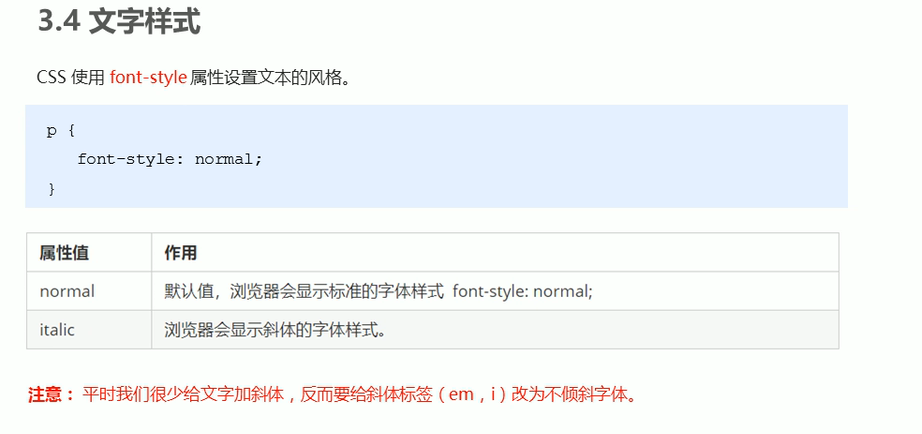 3.4 文字样式
CSS 使用 font-style 属性设置文本的风格。
p {
font-style: normal;
}
属性值 作用
normal 默认值，浏览器会显示标准的字体样式 font-style: normal;
italic 浏览器会显示斜体的字体样式。
注意：平时我们很少给文字加斜体，反而要给斜体标签（em，i）改为不倾斜字体。